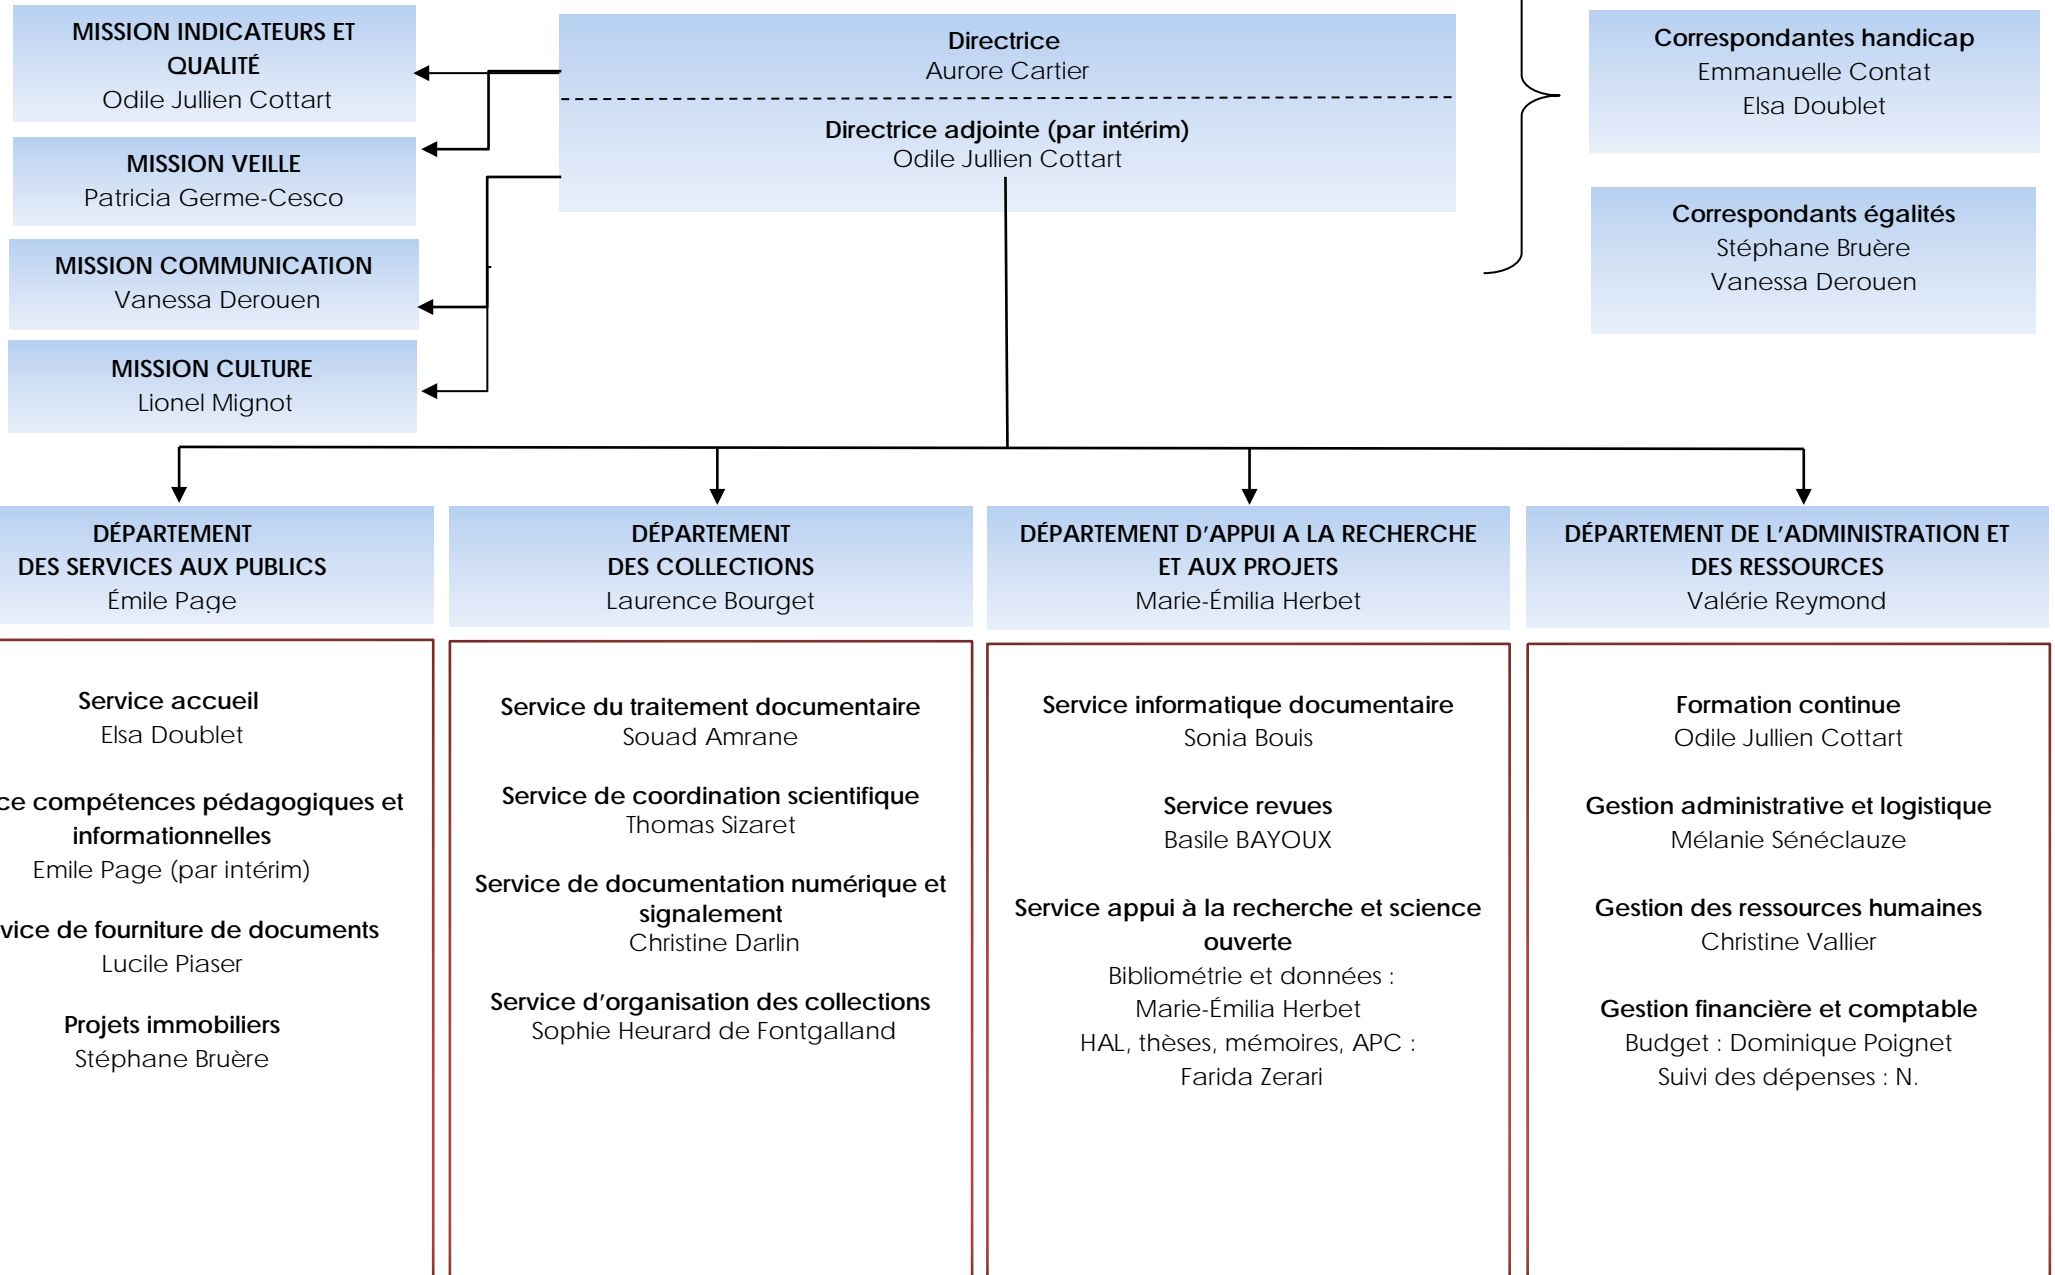 MISSION INDICATEURS ET
QUALITÉ
Odile Jullien Cottart
MISSION VEILLE
Patricia Germe-Cesco
MISSION COMMUNICATION
Vanessa Derouen
MISSION CULTURE
Lionel Mignot
Directrice
Aurore Cartier
Directrice adjointe (par intérim)
Odile Jullien Cottart
Correspondantes handicap
Emmanuelle Contat
Elsa Doublet
Correspondants égalités
Stéphane Bruère
Vanessa Derouen
DÉPARTEMENT
DES SERVICES AUX PUBLICS
Émile Page
Service accueil
Elsa Doublet
ce compétences pédagogiques et
informationnelles
Emile Page (par intérim)
vice de fourniture de documents
Lucile Piaser
Projets immobiliers
Stéphane Bruère
DÉPARTEMENT
DES COLLECTIONS
Laurence Bourget
Service du traitement documentaire
Souad Amrane
Service de coordination scientifique
Thomas Sizaret
Service de documentation numérique et
signalement
Christine Darlin
Service d'organisation des collections
Sophie Heurard de Fontgalland
DÉPARTEMENT D'APPUI A LA RECHERCHE
ET AUX PROJETS
Marie-Émilia Herbet
Service informatique documentaire
Sonia Bouis
Service revues
Basile BAYOUX
Service appui à la recherche et science
ouverte
Bibliométrie et données :
Marie-Émilia Herbet
HAL, thèses, mémoires, APC :
Farida Zerari
DÉPARTEMENT DE L'ADMINISTRATION ET
DES RESSOURCES
Valérie Reymond
Formation continue
Odile Jullien Cottart
Gestion administrative et logistique
Mélanie Sénéclauze
Gestion des ressources humaines
Christine Vallier
Gestion financière et comptable
Budget : Dominique Poignet
Suivi des dépenses : N.